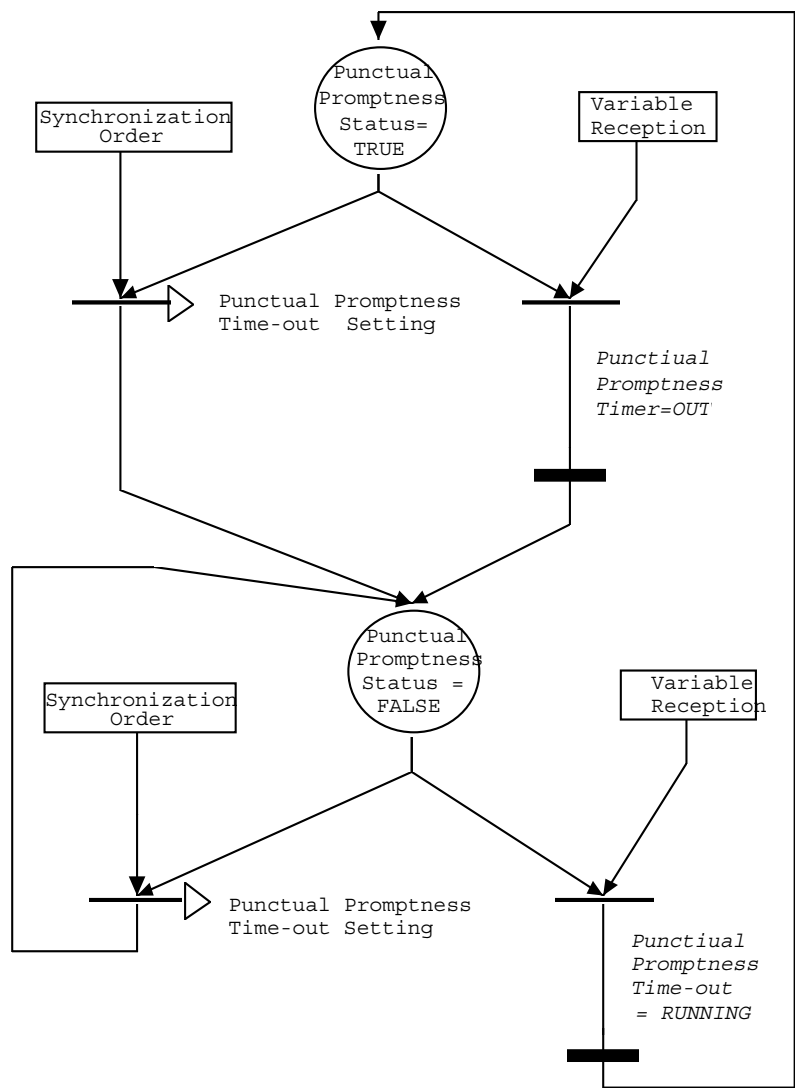 Punctual
Promptness
Status=
TRUE
Synchronization
Order
Variable
Reception
Punctual Promptness
Time-out Setting
Punctiual
Promptness
Timer=OUT
Punctual
Promptness
Status =
FALSE
Synchronization
Order
Variable
Reception
Punctual Promptness
Time-out Setting
Punctiual
Promptness
Time-out
= RUNNING